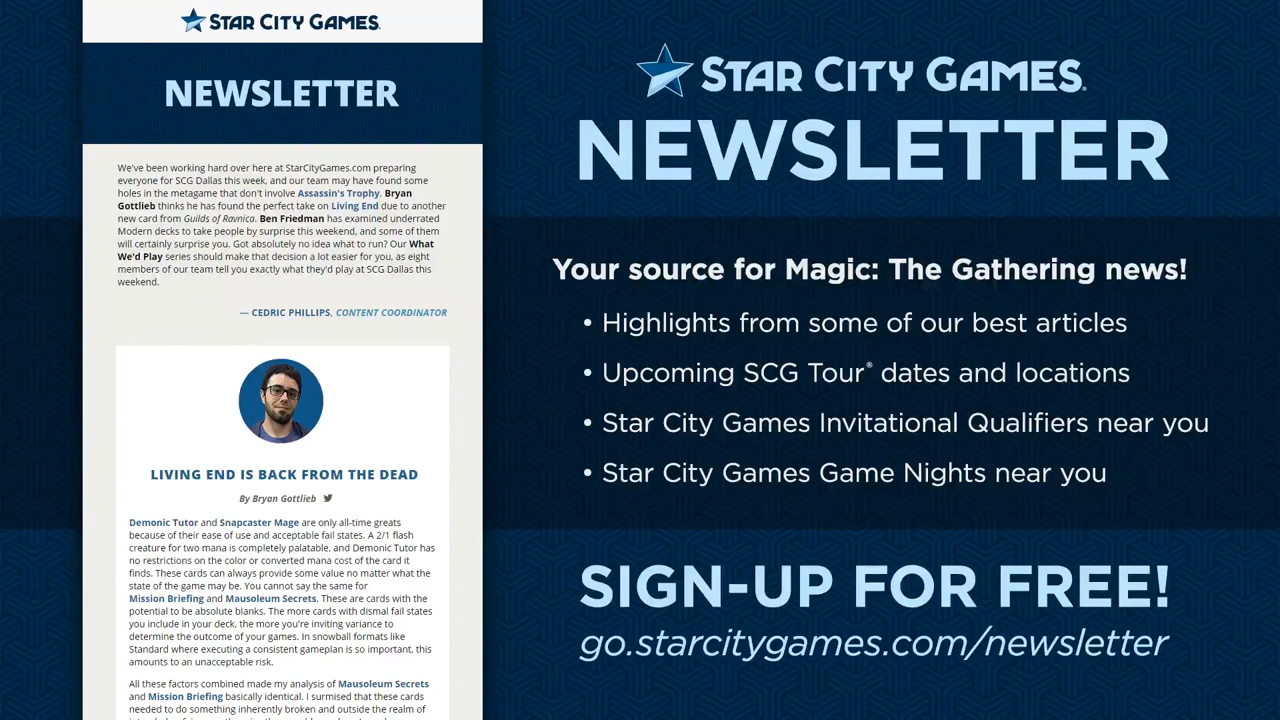 STAR CITY GAMES.
NEWSLETTER
We've been working hard over here at StarCityGames.com preparing
everyone for SCG Dallas this week, and our team may have found some
holes in the metagame that don't involve Assassin's Trophy. Bryan
Gottlieb thinks he has found the perfect take on Living End due to another
new card from Guilds of Ravnica. Ben Friedman has examined underrated
Modern decks to take people by surprise this weekend, and some of them
will certainly surprise you. Got absolutely no idea what to run? Our What
We'd Play series should make that decision a lot easier for you, as eight
members of our team tell you exactly what they'd play at SCG Dallas this
weekend.
— CEDRIC PHILLIPS, CONTENT COORDINATOR
LIVING END IS BACK FROM THE DEAD
By Bryan Gottlieb
Demonic Tutor and Snapcaster Mage are only all-time greats
because of their ease of use and acceptable fail states. A 2/1 flash
creature for two mana is completely palatable, and Demonic Tutor has
no restrictions on the color or converted mana cost of the card it
finds. These cards can always provide some value no matter what the
state of the game may be. You cannot say the same for
Mission Briefing and Mausoleum Secrets. These are cards with the
potential to be absolute blanks. The more cards with dismal fail states
you include in your deck, the more you're inviting variance to
determine the outcome of your games. In snowball formats like
Standard where executing a consistent gameplan is so important, this
amounts to an unacceptable risk.
All these factors combined made my analysis of Mausoleum Secrets
and Mission Briefing basically identical. I surmised that these cards
needed to do something inherently broken and outside the realm of
STAR CITY GAMES.
NEWSLETTER
Your source for Magic: The Gathering news!
• Highlights from some of our best articles
• Upcoming SCG Tour® dates and locations
• Star City Games Invitational Qualifiers near you
• Star City Games Game Nights near you
SIGN-UP FOR FREE!
go.starcitygames.com/newsletter